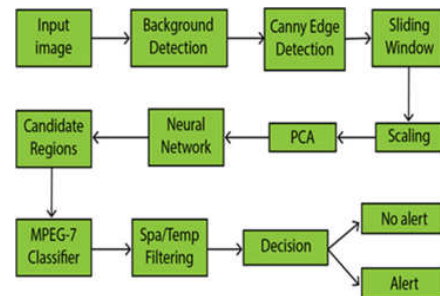 Input
image
Background
Detection
Canny Edge
Detection
Sliding
Window
Scaling
PCA
Neural
Network
Candidate
Regions
MPEG-7
Classifier
Spa/Temp
Filtering
Decision
No alert
Alert